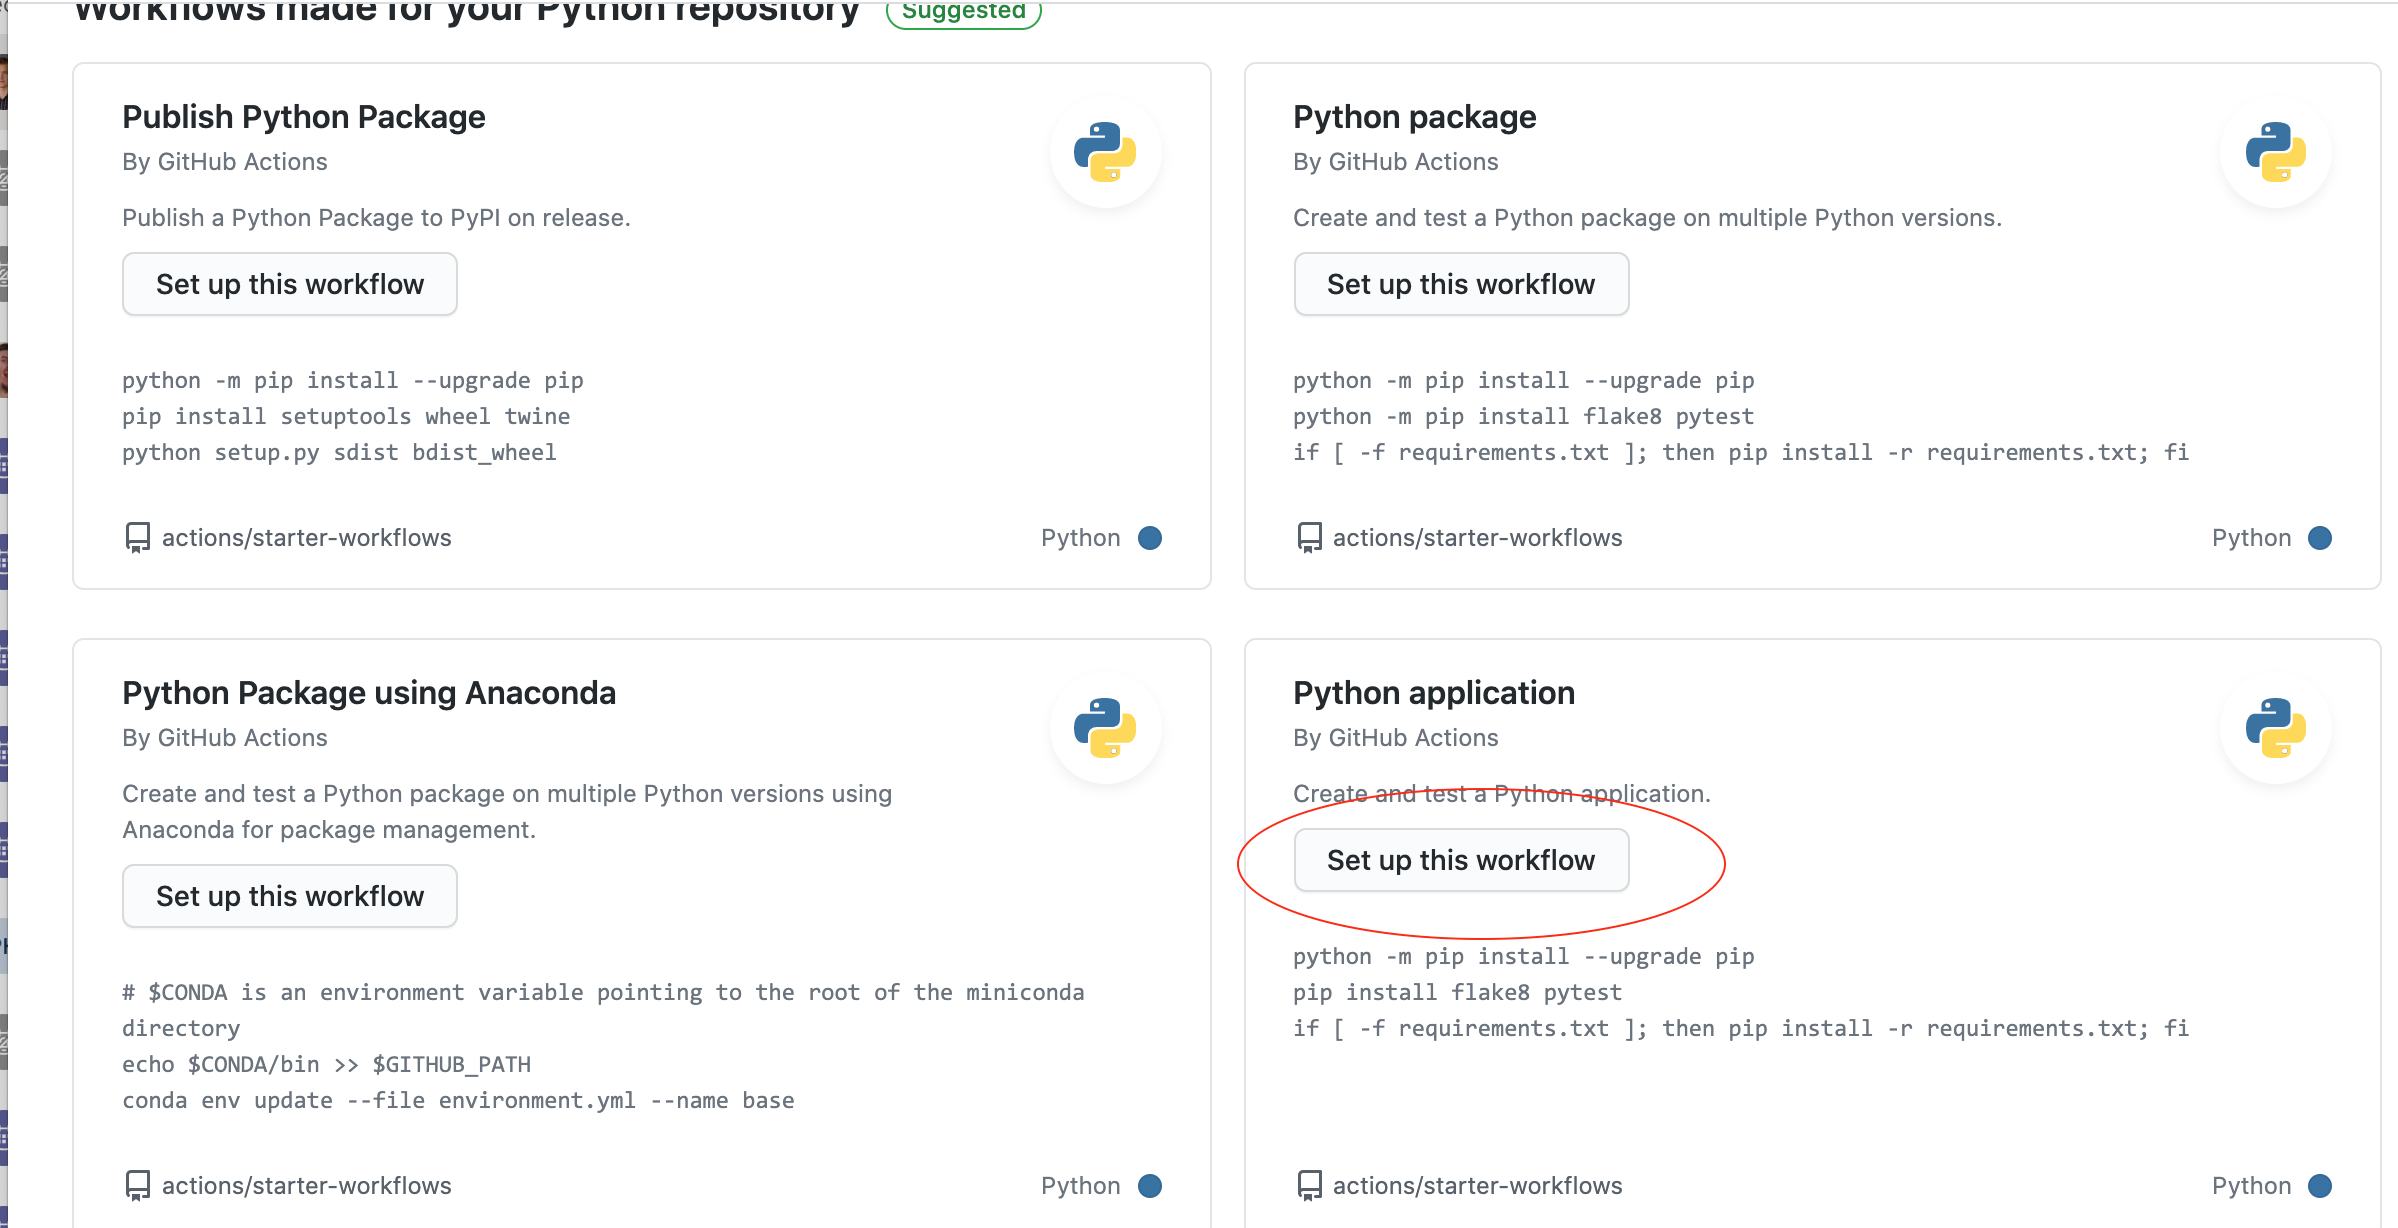 Workflows made for your Python repository
Suggested
Publish Python Package
By GitHub Actions
Publish a Python Package to PyPI on release.
Set up this workflow
python -m pip install --upgrade pip
pip install setuptools wheel twine
python setup.py sdist bdist_wheel
actions/starter-workflows
Python
Python package
By GitHub Actions
Create and test a Python package on multiple Python versions.
Set up this workflow
python -m pip install --upgrade pip
python -m pip install flake8 pytest
if [ -f requirements.txt ]; then pip install -r requirements.txt; fi
actions/starter-workflows
Python
Python Package using Anaconda
By GitHub Actions
Create and test a Python package on multiple Python versions using
Anaconda for package management.
Set up this workflow
# $CONDA is an environment variable pointing to the root of the miniconda
directory
echo $CONDA/bin >> $GITHUB_PATH
conda env update --file environment.yml --name base
actions/starter-workflows
Python
Python application
By GitHub Actions
Create and test a Python application.
Set up this workflow
python -m pip install --upgrade pip
pip install flake8 pytest
if [ -f requirements.txt ]; then pip install -r requirements.txt; fi
actions/starter-workflows
Python